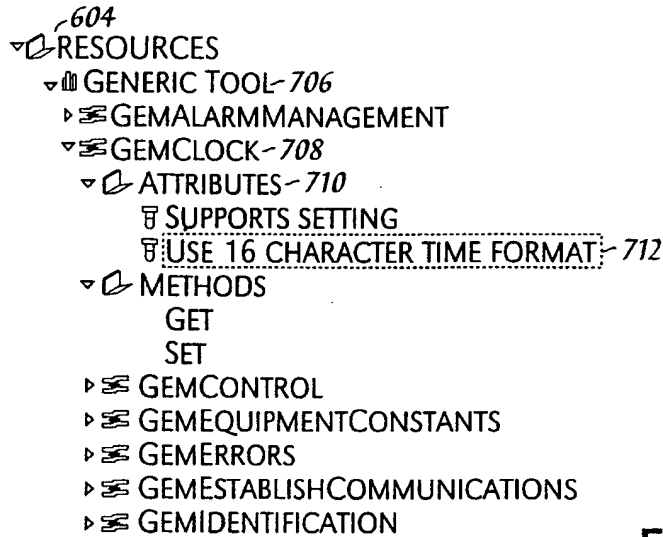 604
RESOURCES
GENERIC TOOL 706
GEMALARMMANAGEMENT
GEMCLOCK 708
ATTRIBUTES 710
SUPPORTS SETTING
USE 16 CHARACTER TIME FORMAT 712
METHODS
GET
SET
GEMCONTROL
GEMEQUIPMENTCONSTANTS
GEMERRORS
GEMESTABLISHCOMMUNICATIONS
GEMIDENTIFICATION